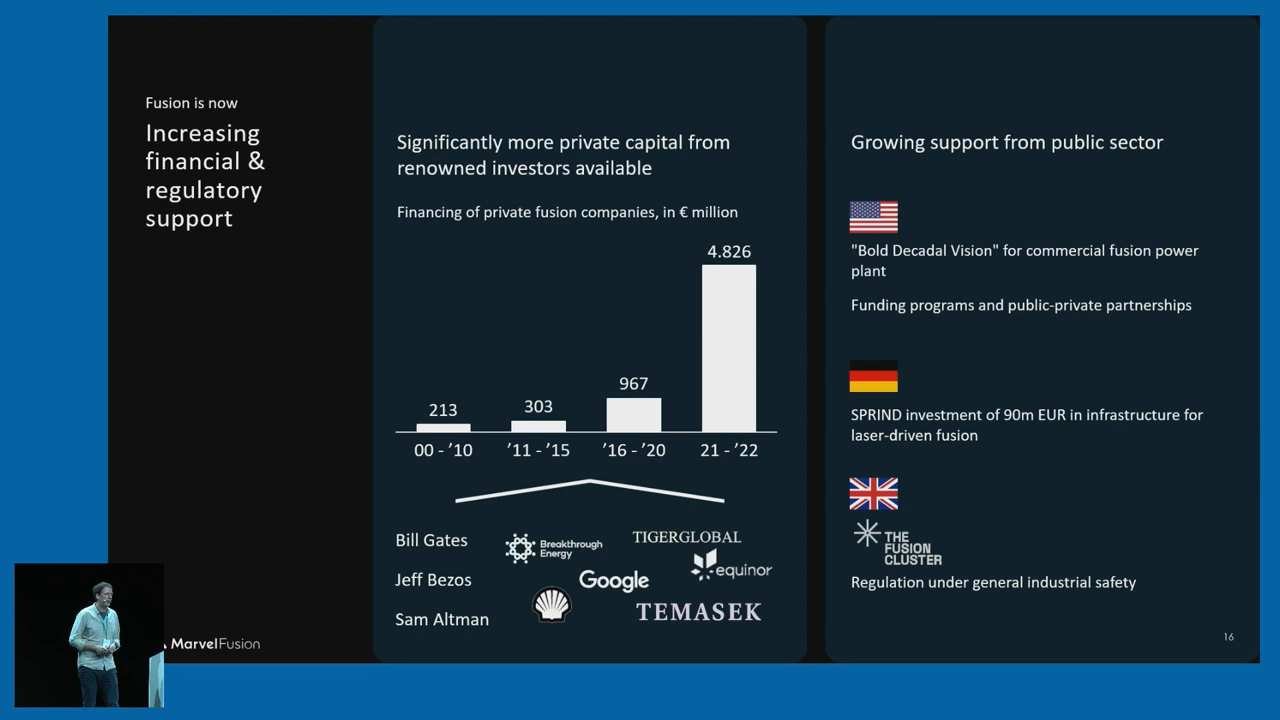 Fusion is now
Increasing
financial &
regulatory
support
Significantly more private capital from
renowned investors available
Financing of private fusion companies, in € million
213
303
967
4.826
00 - ’10
’11 - ’15
’16 - ’20
21 - ’22
Bill Gates
Jeff Bezos
Sam Altman
Breakthrough
Energy
TIGERGLOBAL
equinor
Google
TEMASEK
Growing support from public sector
"Bold Decadal Vision" for commercial fusion power
plant
Funding programs and public-private partnerships
SPRIND investment of 90m EUR in infrastructure for
laser-driven fusion
THE
FUSION
CLUSTER
Regulation under general industrial safety
MarvelFusion
16